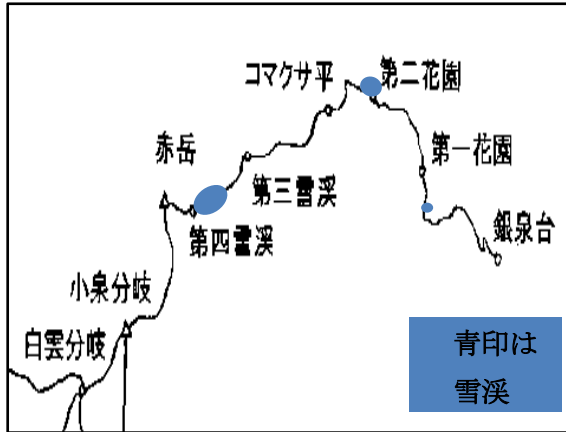 コマクサ平
第二花園
赤岳
第一花園
第三雪渓
第四雪渓
銀泉台
小泉分岐
白雲分岐
青印は
雪渓